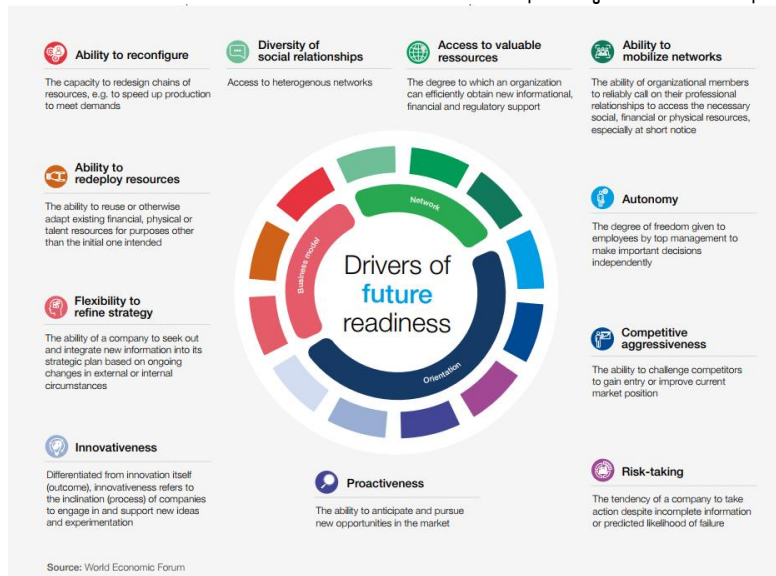 Ability to reconfigure
The capacity to redesign chains of
resources, e.g. to speed up production
to meet demands
Diversity of
social relationships
Access to heterogenous networks
Access to valuable
ressources
The degree to which an organization
can efficiently obtain new informational,
financial and regulatory support
Ability to
mobilize networks
The ability of organizational members
to reliably call on their professional
relationships to access the necessary
social, financial or physical resources,
especially at short notice
Ability to
redeploy resources
The ability to reuse or otherwise
adapt existing financial, physical or
talent resources for purposes other
than the initial one intended
Network
Business model
Drivers of
future
readiness
Orientation
Autonomy
The degree of freedom given to
employees by top management to
make important decisions
independently
Flexibility to
refine strategy
The ability of a company to seek out
and integrate new information into its
strategic plan based on ongoing
changes in external or internal
circumstances
Competitive
aggressiveness
The ability to challenge competitors
to gain entry or improve current
market position
Innovativeness
Differentiated from innovation itself
(outcome), innovativeness refers to
the inclination (process) of companies
to engage in and support new ideas
and experimentation
Proactiveness
The ability to anticipate and pursue
new opportunities in the market
Risk-taking
The tendency of a company to take
action despite incomplete information
or predicted likelihood of failure
Source: World Economic Forum